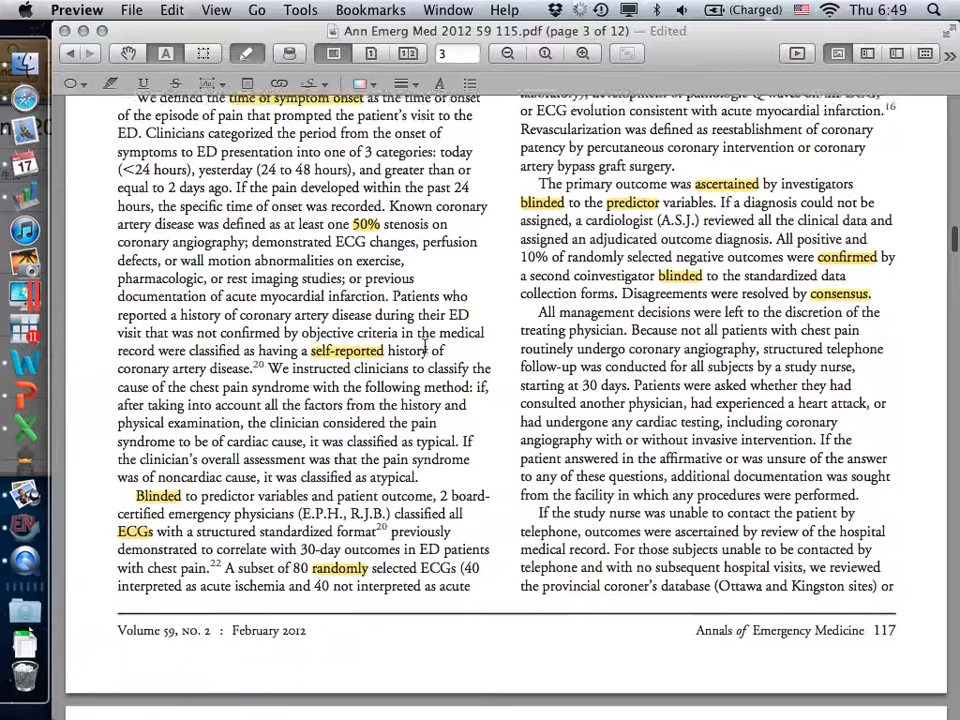 Preview File Edit View Go Tools Bookmarks Window Help (Charged) Thu 6:49
Ann Emerg Med 2012 59 115.pdf (page 3 of 12) — Edited
3
We defined the time of symptom onset as the time of onset
of the episode of pain that prompted the patient's visit to the
ED. Clinicians categorized the period from the onset of
symptoms to ED presentation into one of 3 categories: today
(<24 hours), yesterday (24 to 48 hours), and greater than or
equal to 2 days ago. If the pain developed within the past 24
hours, the specific time of onset was recorded. Known coronary
artery disease was defined as at least one 50% stenosis on
coronary angiography; demonstrated ECG changes, perfusion
defects, or wall motion abnormalities on exercise,
pharmacologic, or rest imaging studies; or previous
documentation of acute myocardial infarction. Patients who
reported a history of coronary artery disease during their ED
visit that was not confirmed by objective criteria in the medical
record were classified as having a self-reported history of
coronary artery disease.20 We instructed clinicians to classify the
cause of the chest pain syndrome with the following method: if,
after taking into account all the factors from the history and
physical examination, the clinician considered the pain
syndrome to be of cardiac cause, it was classified as typical. If
the clinician's overall assessment was that the pain syndrome
was of noncardiac cause, it was classified as atypical.
Blinded to predictor variables and patient outcome, 2 board-
certified emergency physicians (E.P.H., R.J.B.) classified all
ECGs with a structured standardized format20 previously
demonstrated to correlate with 30-day outcomes in ED patients
with chest pain.22 A subset of 80 randomly selected ECGs (40
interpreted as acute ischemia and 40 not interpreted as acute
or ECG evolution consistent with acute myocardial infarction.16
Revascularization was defined as reestablishment of coronary
patency by percutaneous coronary intervention or coronary
artery bypass graft surgery.
The primary outcome was ascertained by investigators
blinded to the predictor variables. If a diagnosis could not be
assigned, a cardiologist (A.S.J.) reviewed all the clinical data and
assigned an adjudicated outcome diagnosis. All positive and
10% of randomly selected negative outcomes were confirmed by
a second coinvestigator blinded to the standardized data
collection forms. Disagreements were resolved by consensus.
All management decisions were left to the discretion of the
treating physician. Because not all patients with chest pain
routinely undergo coronary angiography, structured telephone
follow-up was conducted for all subjects by a study nurse,
starting at 30 days. Patients were asked whether they had
consulted another physician, had experienced a heart attack, or
had undergone any cardiac testing, including coronary
angiography with or without invasive intervention. If the
patient answered in the affirmative or was unsure of the answer
to any of these questions, additional documentation was sought
from the facility in which any procedures were performed.
If the study nurse was unable to contact the patient by
telephone, outcomes were ascertained by review of the hospital
medical record. For those subjects unable to be contacted by
telephone and with no subsequent hospital visits, we reviewed
the provincial coroner's database (Ottawa and Kingston sites) or
Volume 59, NO. 2 : February 2012
Annals of Emergency Medicine 117